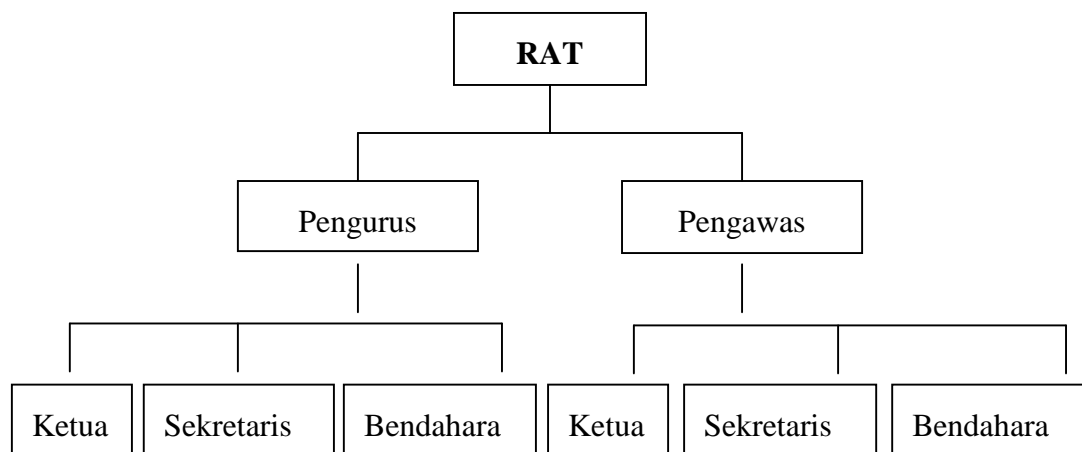 RAT
Pengurus
Pengawas
Ketua
Sekretaris
Bendahara
Ketua
Sekretaris
Bendahara